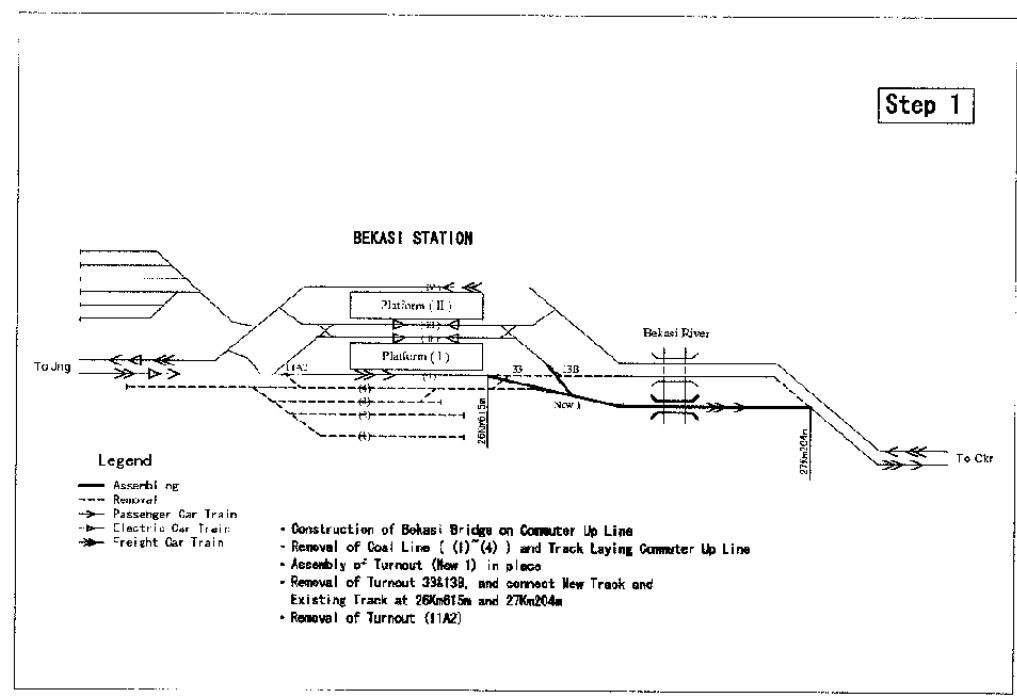 Step 1
BEKASI STATION
Platform ( II )
Platform ( I )
Bekasi River
To Jng
11A2
33
13B
New 1
26Km615m
27Km204m
To Ckr
Legend
Assembling
Removal
Passenger Car Train
Electric Car Train
Freight Car Train
• Construction of Bekasi Bridge on Commuter Up Line
• Removal of Coal Line ( (1)~(4) ) and Track Laying Commuter Up Line
• Assembly of Turnout (New 1) in place
• Removal of Turnout 33&13B, and connect New Track and
Existing Track at 26Km615m and 27Km204m
• Removal of Turnout (11A2)